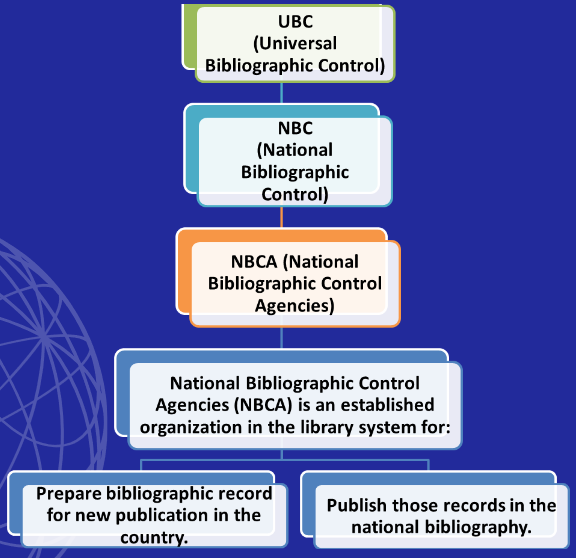 UBC
(Universal
Bibliographic Control)
NBC
(National
Bibliographic
Control)
NBCA (National
Bibliographic Control
Agencies)
National Bibliographic Control
Agencies (NBCA) is an established
organization in the library system for:
Prepare bibliographic record
for new publication in the
country.
Publish those records in the
national bibliography.